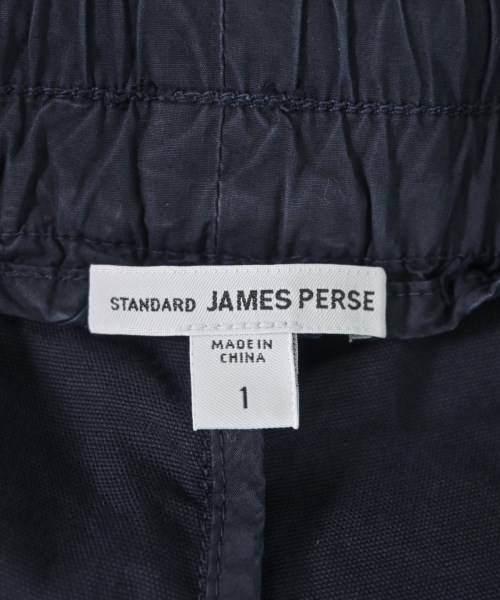 STANDARD JAMES PERSE
MADE IN
CHINA
1